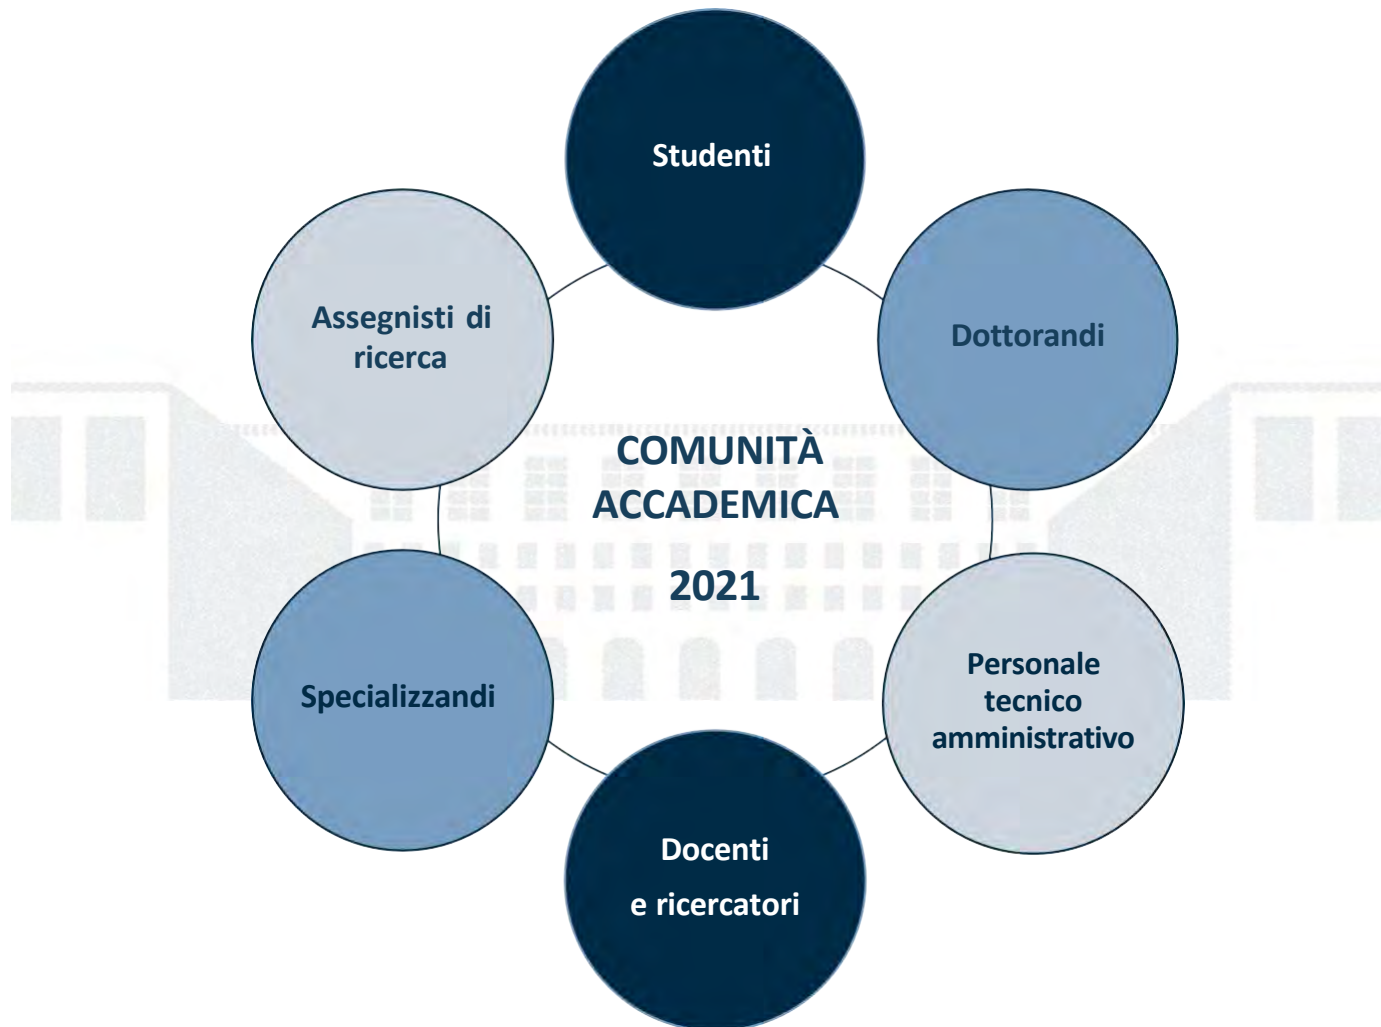 Studenti
Assegnisti di
ricerca
Dottorandi
COMUNITÀ
ACCADEMICA
2021
Specializzandi
Personale
tecnico
amministrativo
Docenti
e ricercatori